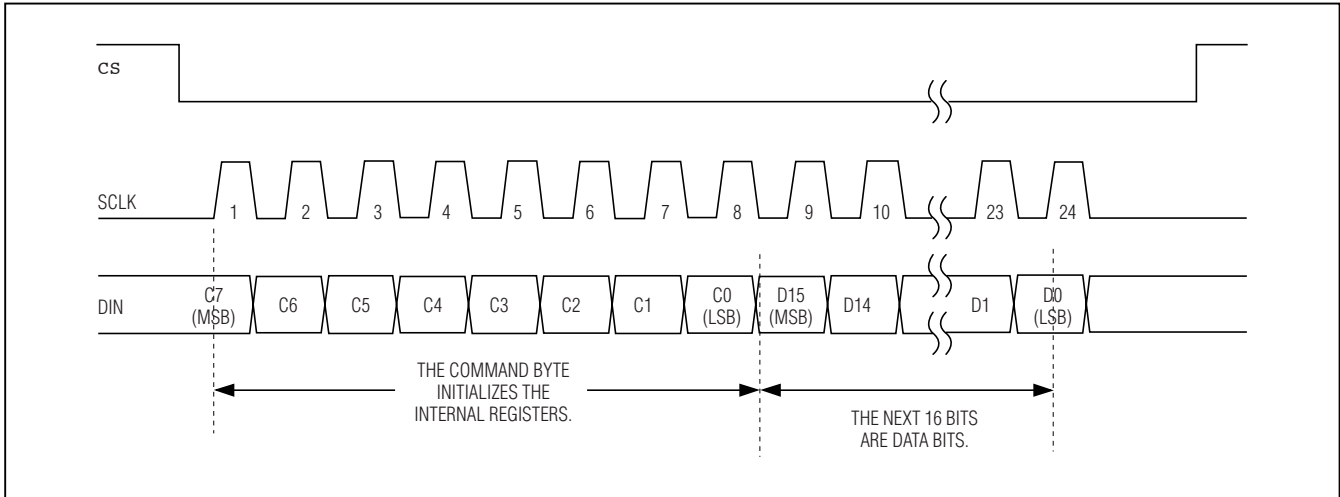 CS
SCLK
1 2 3 4 5 6 7 8 9 10 23 24
DIN
C7 (MSB)
C6 C5 C4 C3 C2 C1
C0 (LSB)
D15 (MSB)
D14 D1
D0 (LSB)
THE COMMAND BYTE
INITIALIZES THE
INTERNAL REGISTERS.
THE NEXT 16 BITS
ARE DATA BITS.